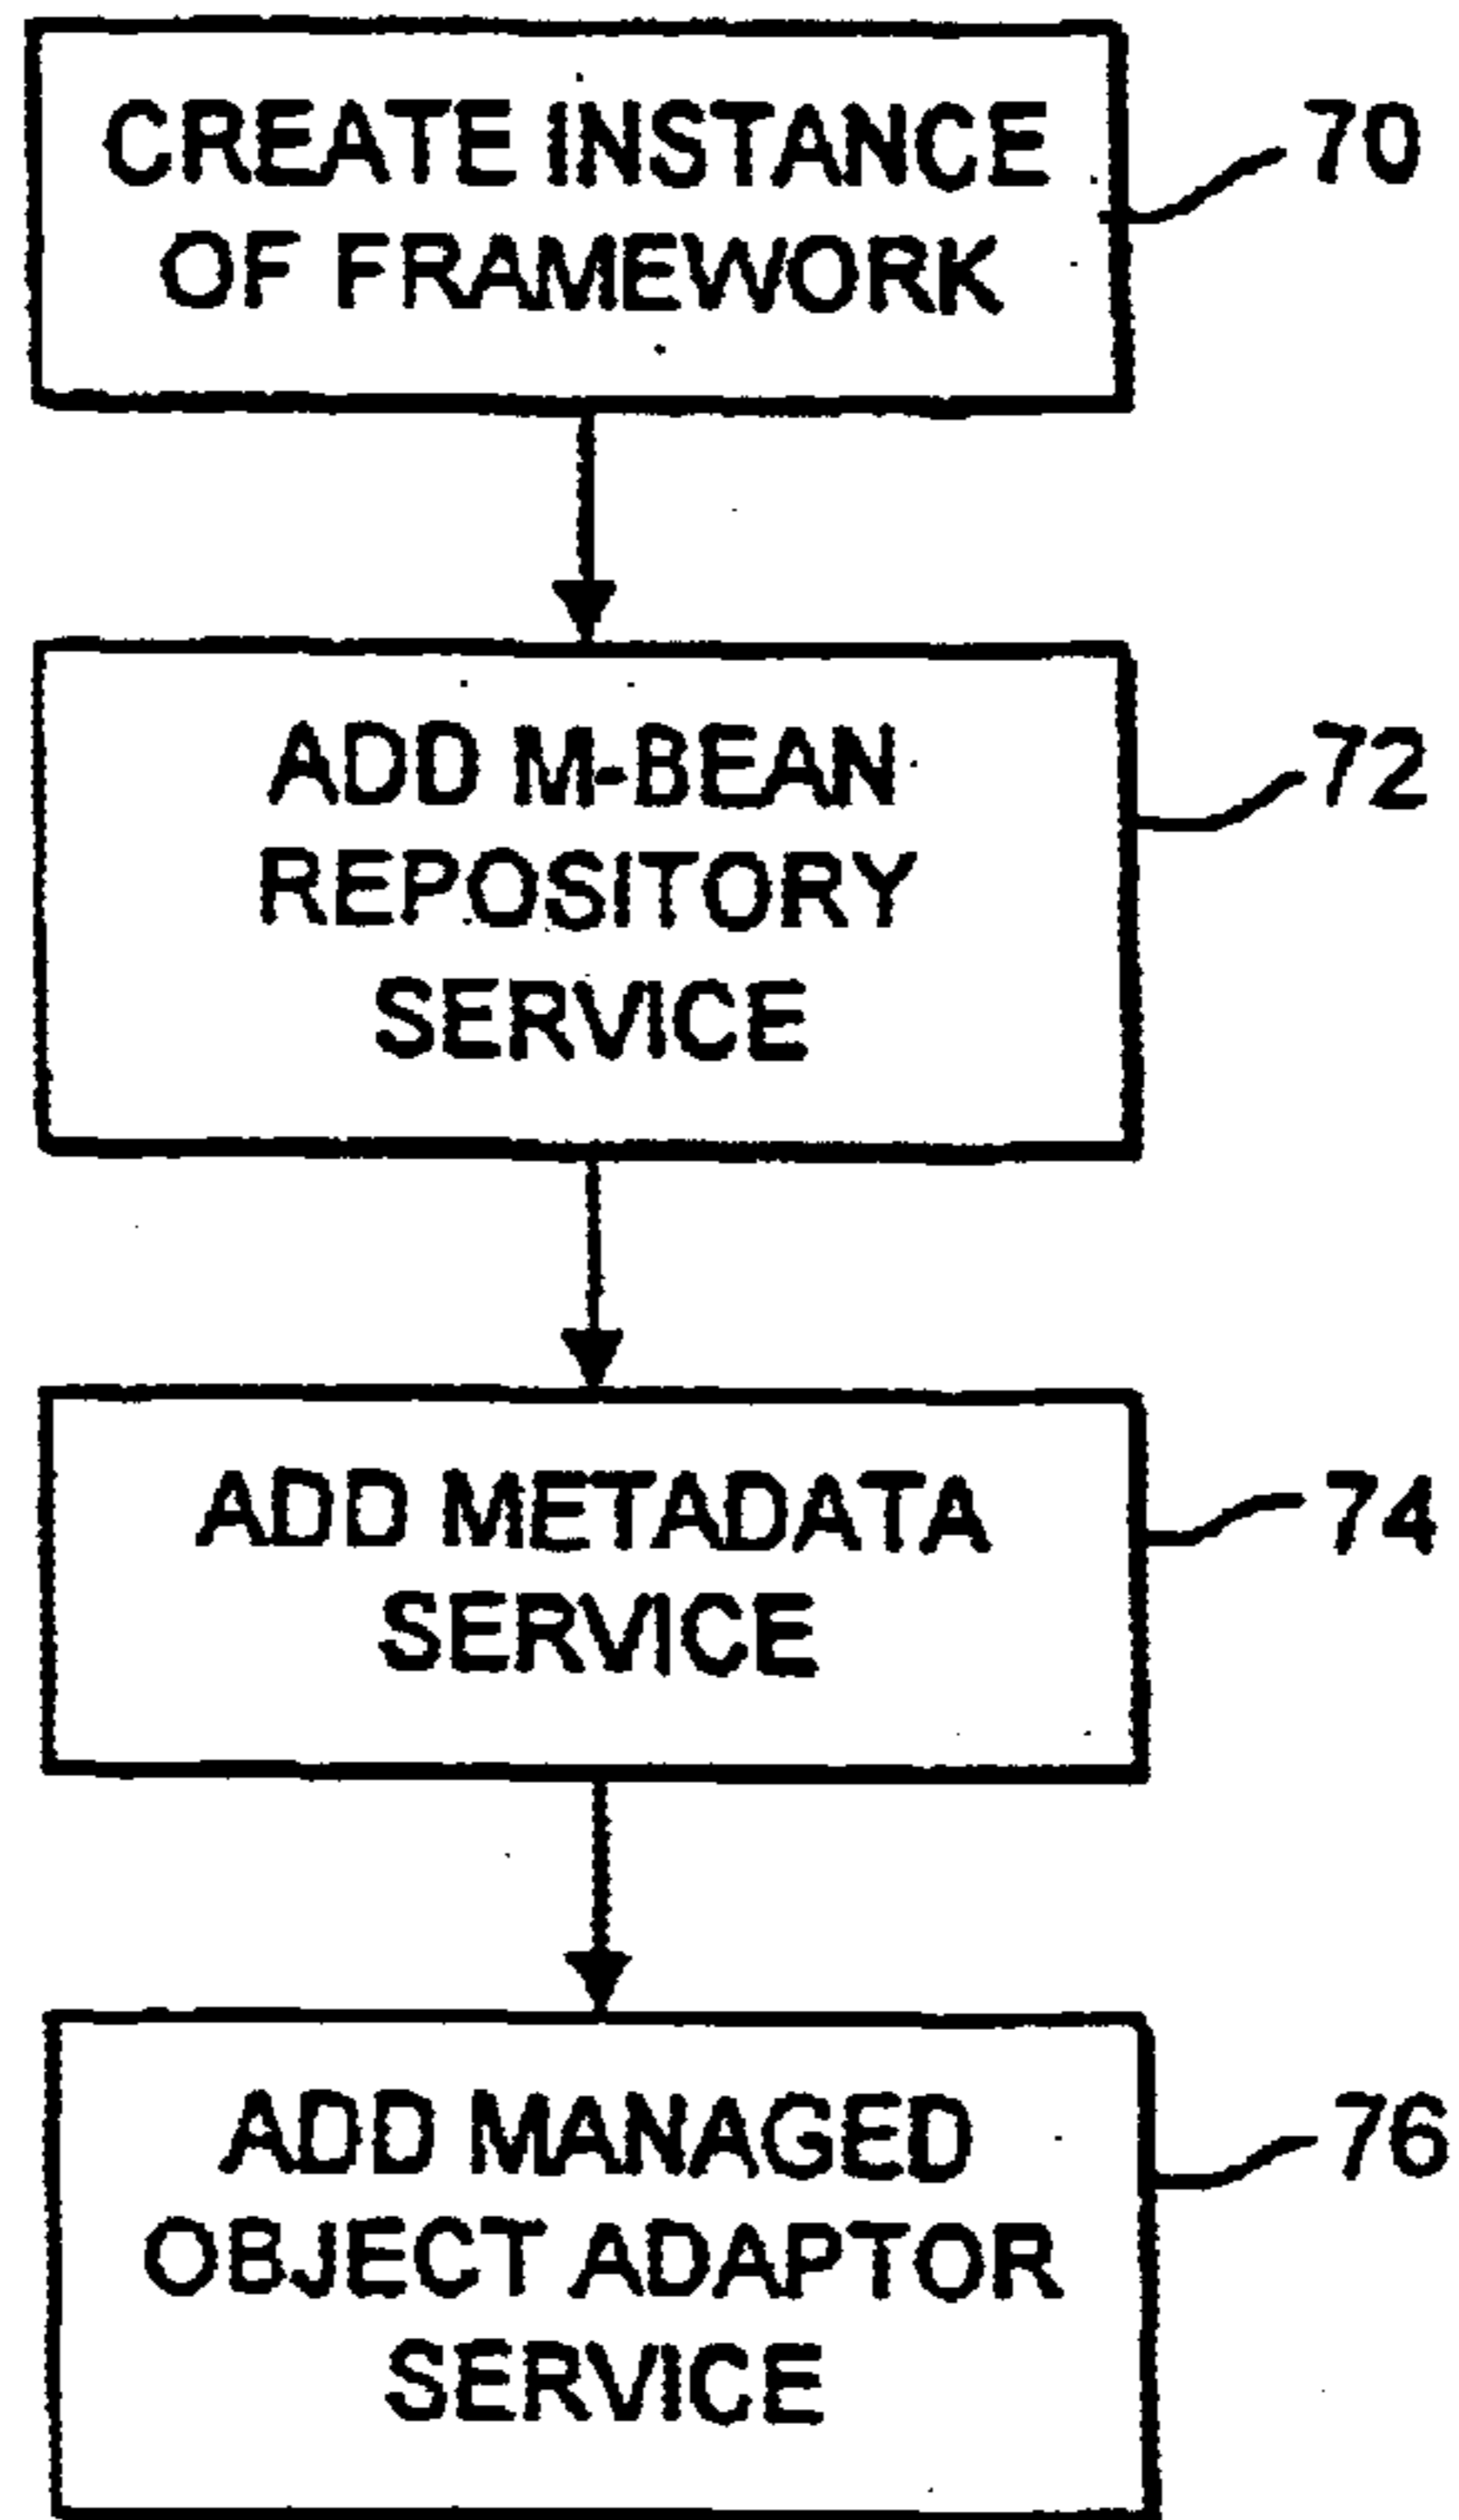 CREATE INSTANCE
OF FRAMEWORK
70
ADD M-BEAN
REPOSITORY
SERVICE
72
ADD METADATA
SERVICE
74
ADD MANAGED
OBJECT ADAPTOR
SERVICE
76